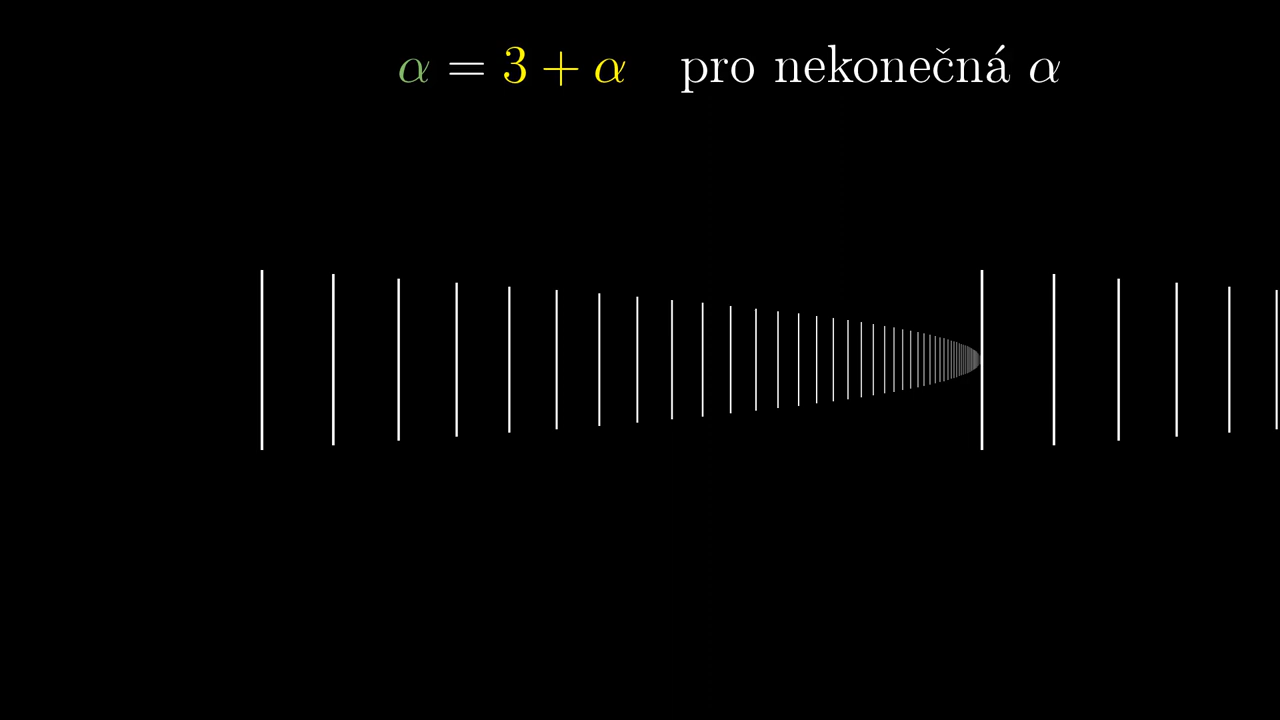 α = 3 + α pro nekonečná α